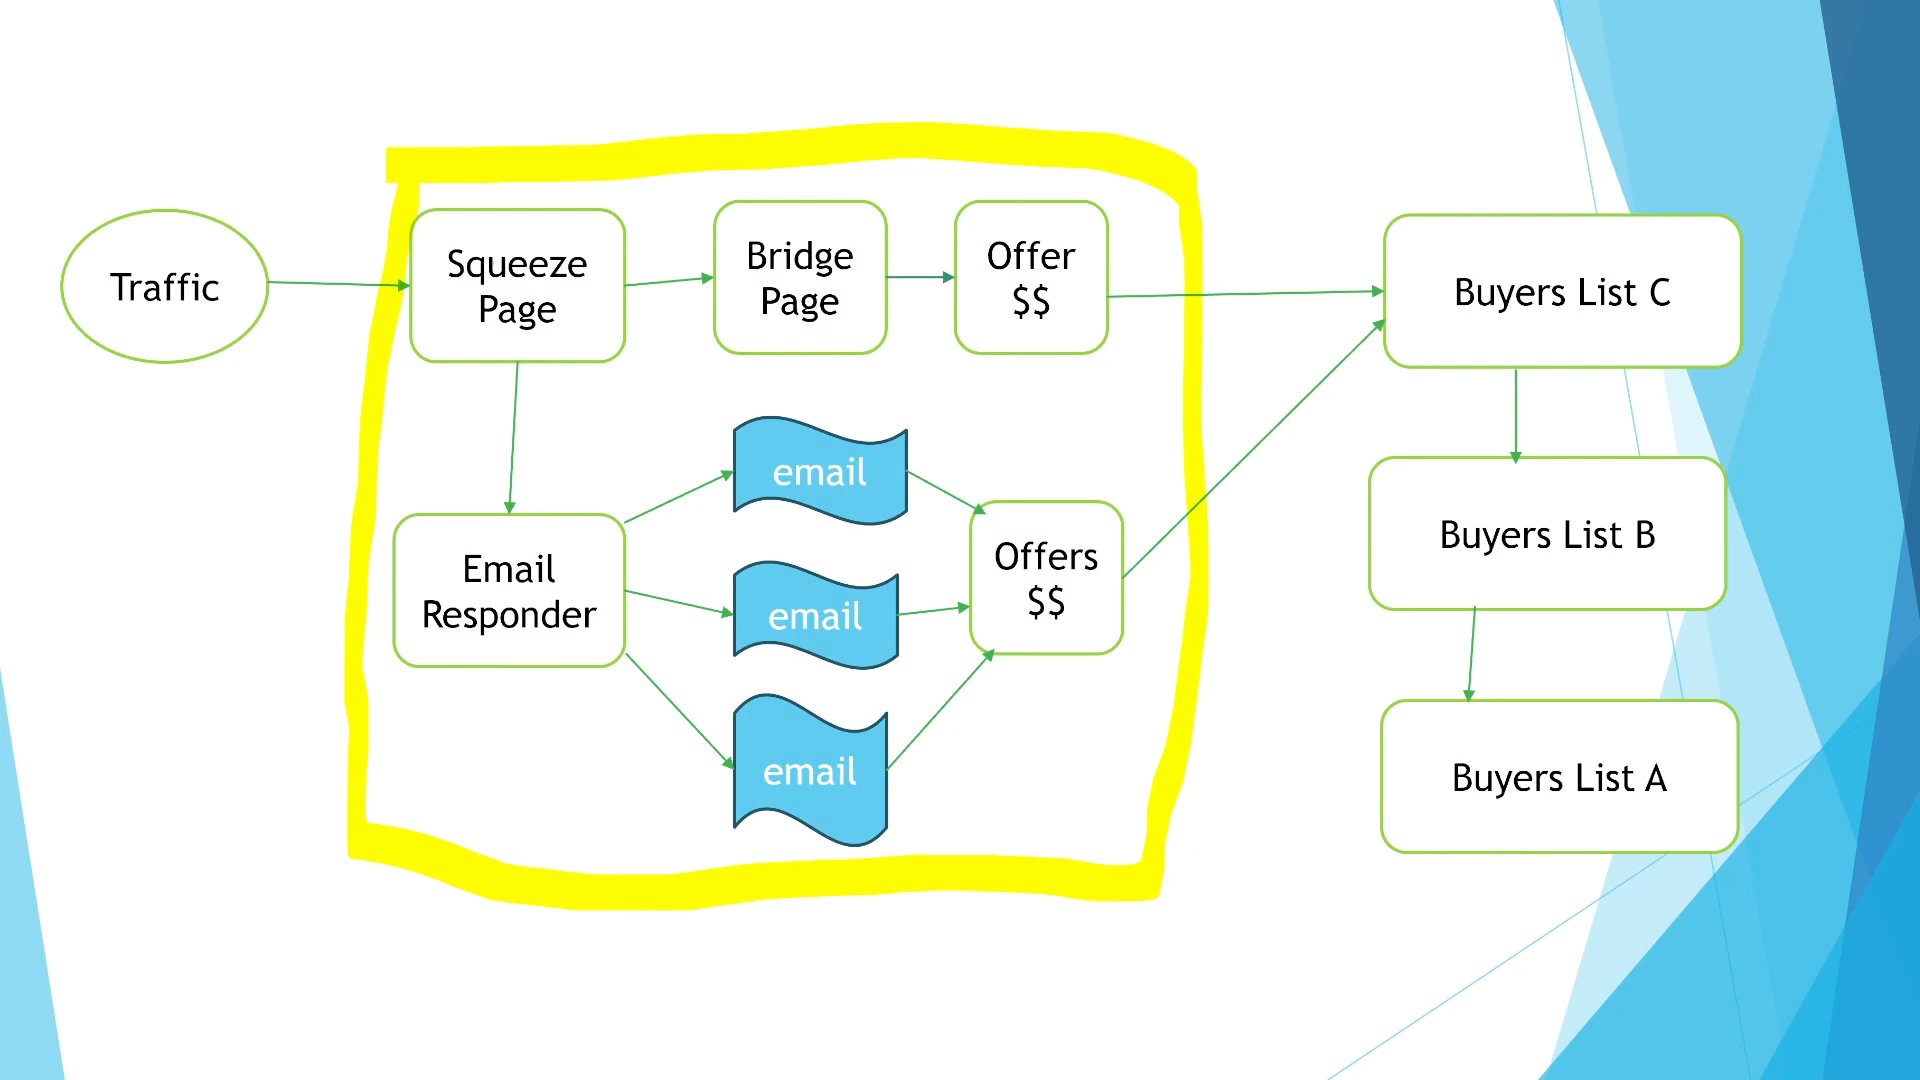 Traffic
Squeeze
Page
Bridge
Page
Offer
$$
Buyers List C
email
Email
Responder
email
Offers
$$
Buyers List B
email
Buyers List A